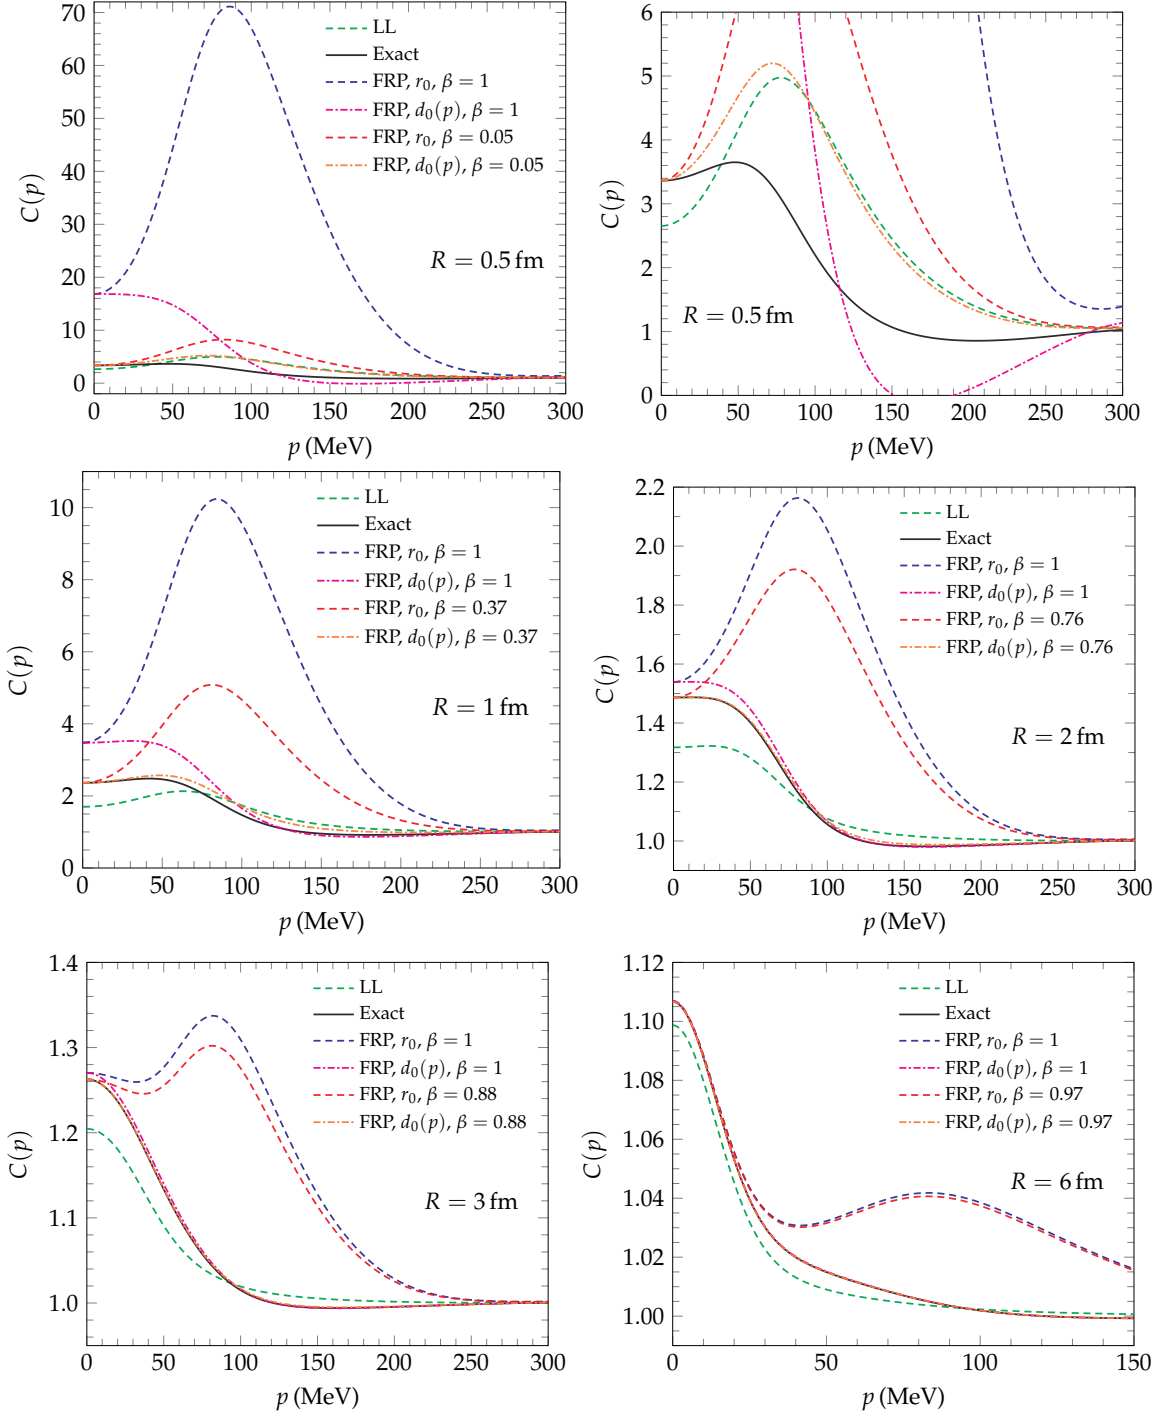 70
60
50
40
30
20
10
0
C(p)
LL
Exact
FRP, r₀, β = 1
FRP, d₀(p), β = 1
FRP, r₀, β = 0.05
FRP, d₀(p), β = 0.05
R = 0.5 fm
0 50 100 150 200 250 300
p (MeV)
6
5
4
3
2
1
0
C(p)
R = 0.5 fm
0 50 100 150 200 250 300
p (MeV)
10
8
6
4
2
0
C(p)
LL
Exact
FRP, r₀, β = 1
FRP, d₀(p), β = 1
FRP, r₀, β = 0.37
FRP, d₀(p), β = 0.37
R = 1 fm
0 50 100 150 200 250 300
p (MeV)
2.2
2.0
1.8
1.6
1.4
1.2
1.0
C(p)
LL
Exact
FRP, r₀, β = 1
FRP, d₀(p), β = 1
FRP, r₀, β = 0.76
FRP, d₀(p), β = 0.76
R = 2 fm
0 50 100 150 200 250 300
p (MeV)
1.4
1.3
1.2
1.1
1.0
C(p)
LL
Exact
FRP, r₀, β = 1
FRP, d₀(p), β = 1
FRP, r₀, β = 0.88
FRP, d₀(p), β = 0.88
R = 3 fm
0 50 100 150 200 250 300
p (MeV)
1.12
1.10
1.08
1.06
1.04
1.02
1.00
C(p)
LL
Exact
FRP, r₀, β = 1
FRP, d₀(p), β = 1
FRP, r₀, β = 0.97
FRP, d₀(p), β = 0.97
R = 6 fm
0 50 100 150
p (MeV)